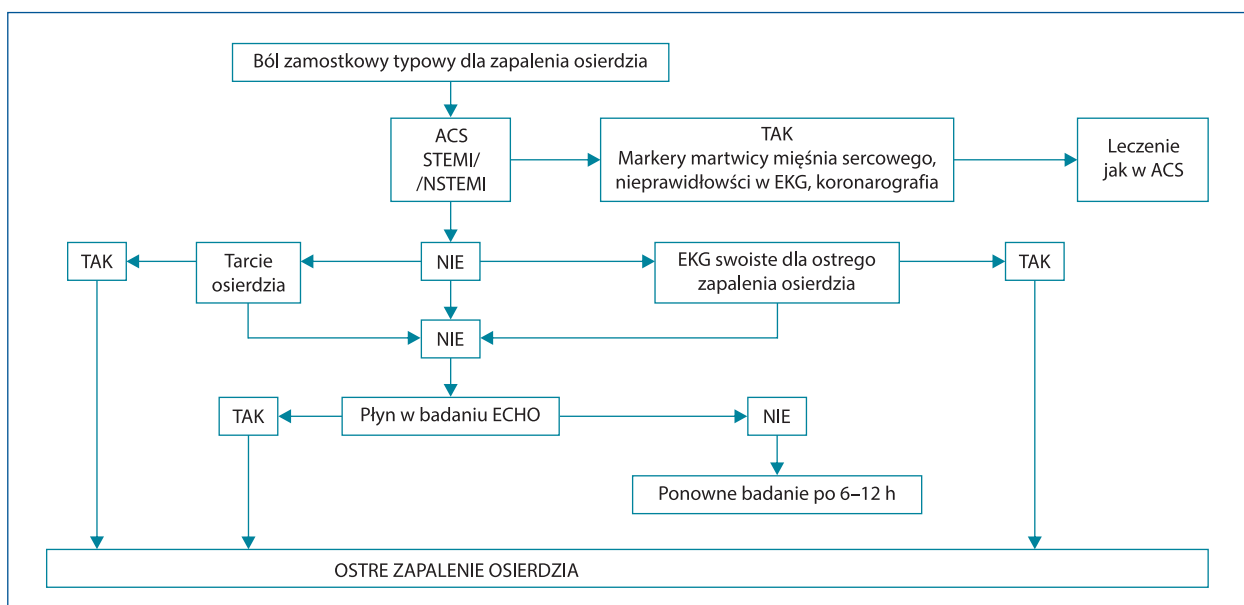 Ból zamostkowy typowy dla zapalenia osierdzia
ACS
STEMI/
/NSTEMI
TAK
Markery martwicy mięśnia sercowego,
nieprawidłwości w EKG, koronarografia
Leczenie
jak w ACS
TAK
Tarcie
osierdzia
NIE
EKG swoiste dla ostrego
zapalenia osierdzia
TAK
NIE
TAK
Płyn w badaniu ECHO
NIE
Ponowne badanie po 6–12 h
OSTRE ZAPALENIE OSIERDZIA